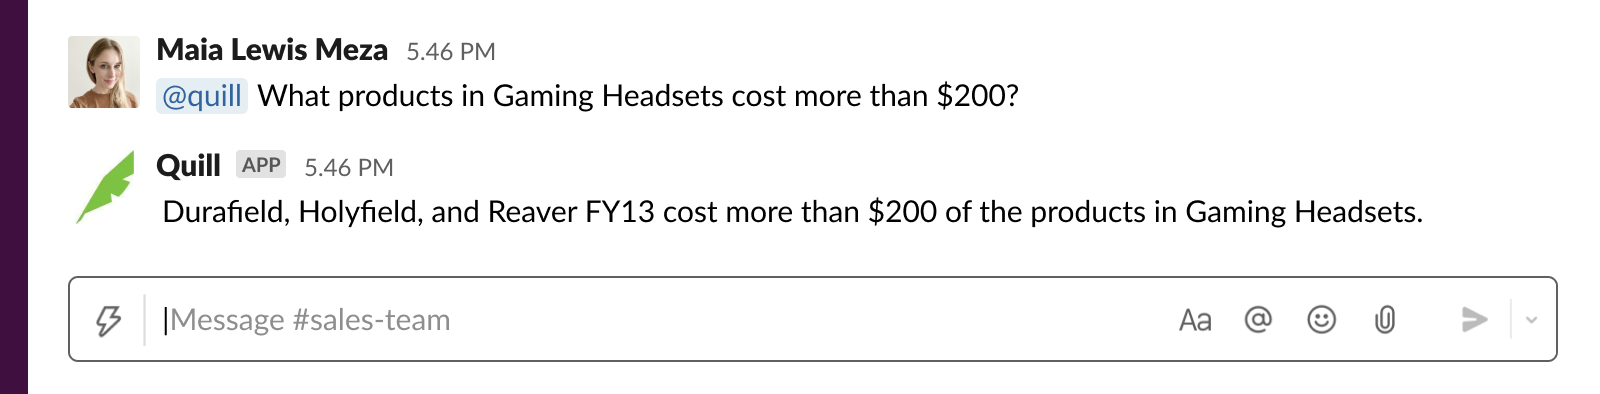 Maia Lewis Meza 5.46 PM
@quill What products in Gaming Headsets cost more than $200?
Quill APP 5.46 PM
Durafield, Holyfield, and Reaver FY13 cost more than $200 of the products in Gaming Headsets.
Message #sales-team Aa @